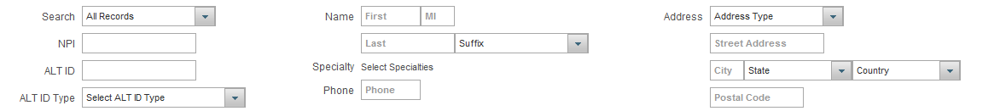 Search All Records
NPI
ALT ID
ALT ID Type Select ALT ID Type
Name First MI
Last Suffix
Specialty Select Specialties
Phone Phone
Address Address Type
Street Address
City State Country
Postal Code